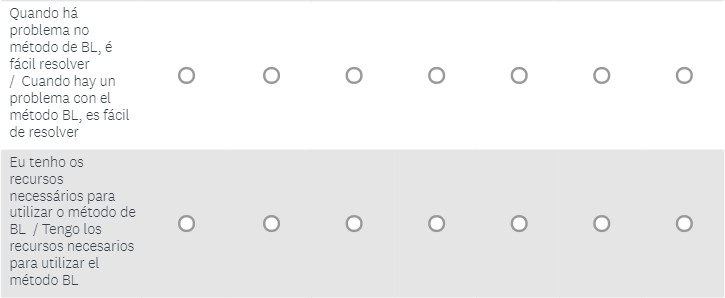 Quando há
problema no
método de BL, é
fácil resolver
/ Cuando hay un
problema con el
método BL, es fácil
de resolver
Eu tenho os
recursos
necessários para
utilizar o método de
BL / Tengo los
recursos necesarios
para utilizar el
método BL